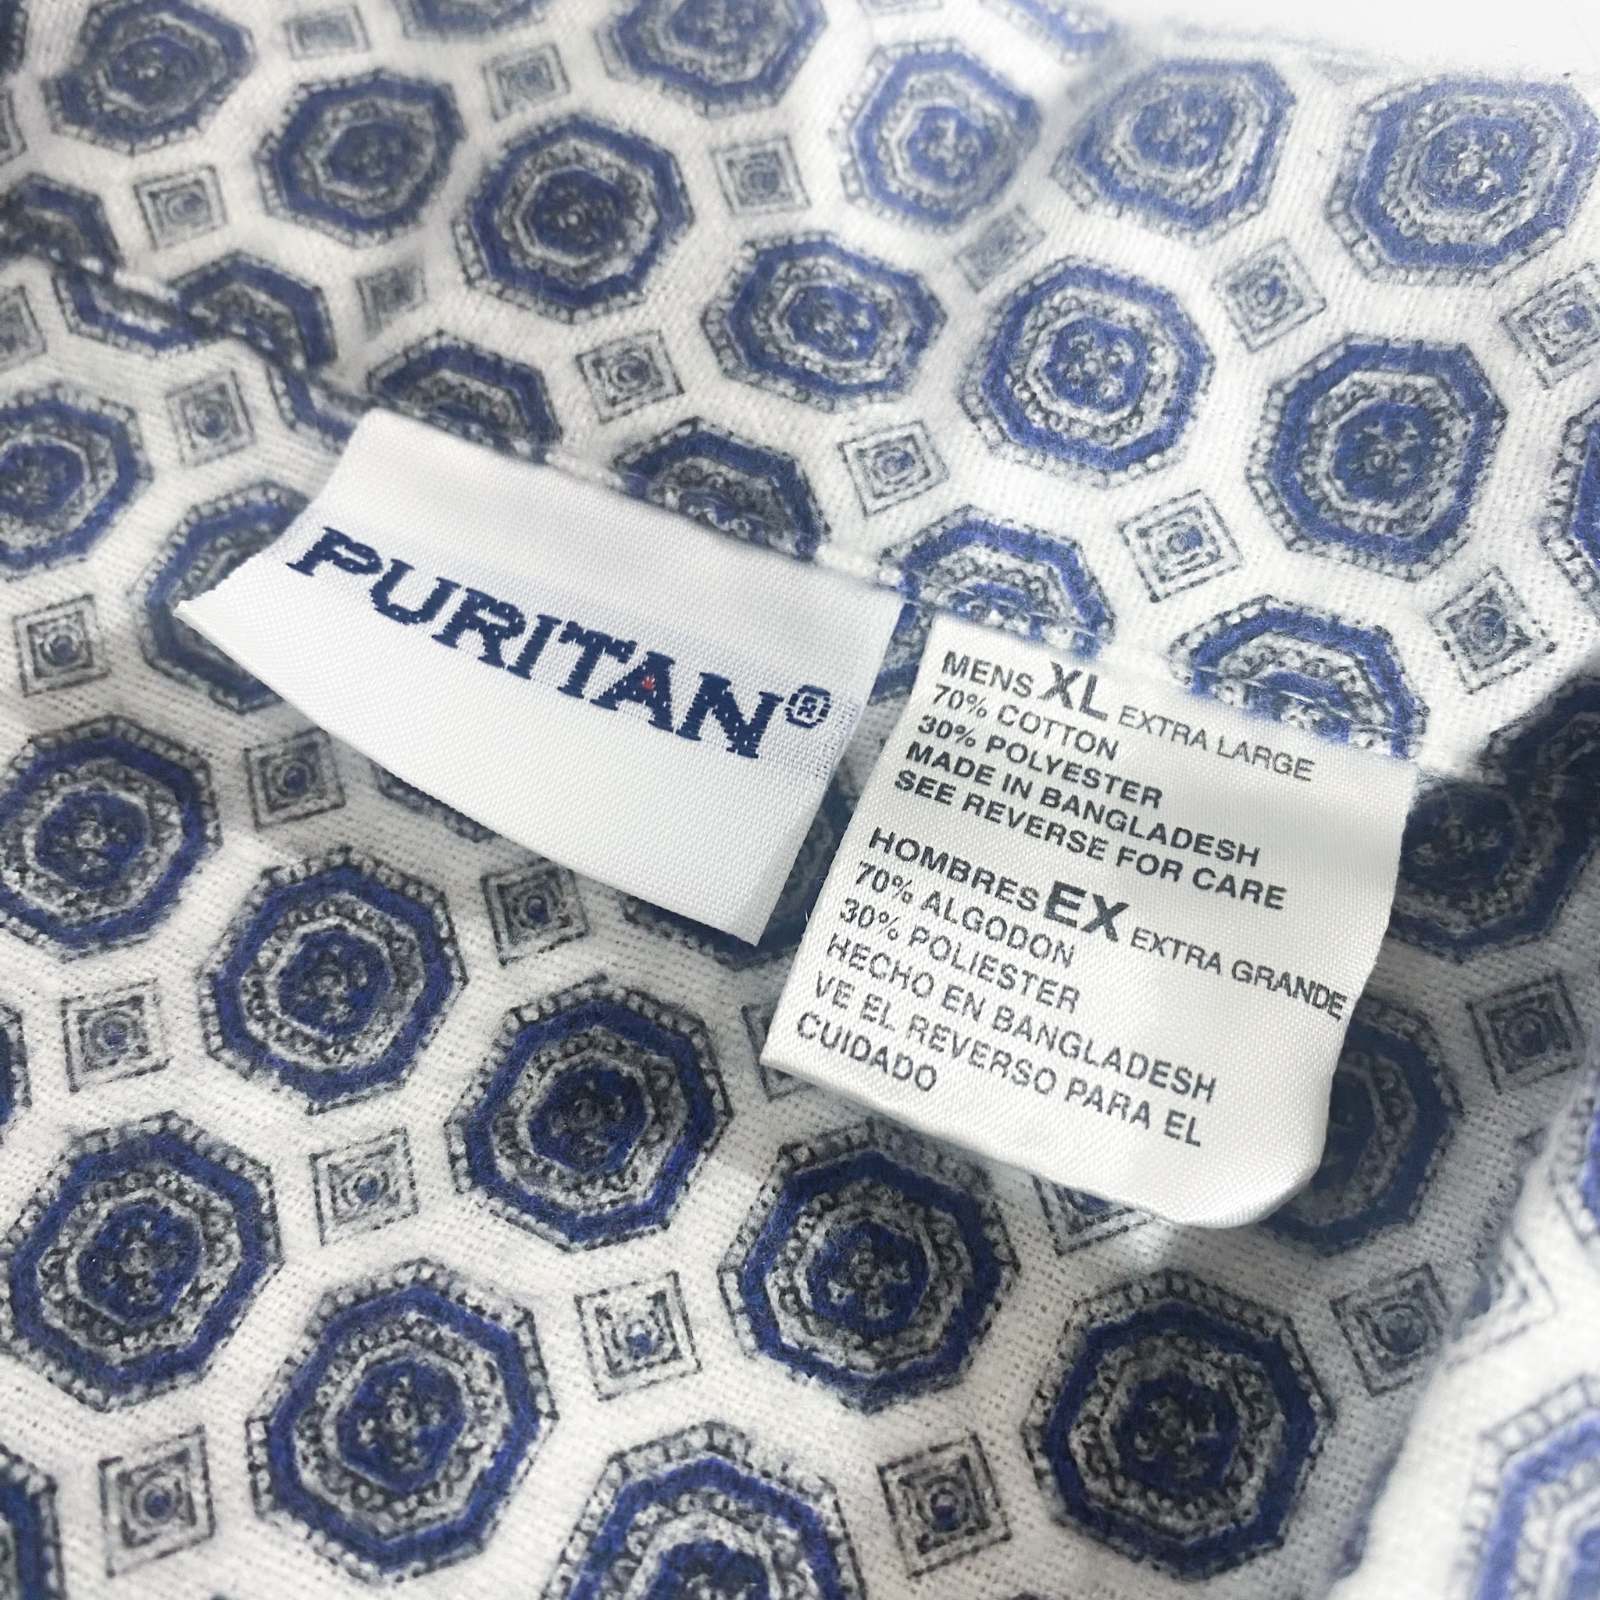 PURITAN®
MENS XL EXTRA LARGE
70% COTTON
30% POLYESTER
MADE IN BANGLADESH
SEE REVERSE FOR CARE
HOMBRES EX EXTRA GRANDE
70% ALGODON
30% POLIESTER
HECHO EN BANGLADESH
VE EL REVERSO PARA EL
CUIDADO